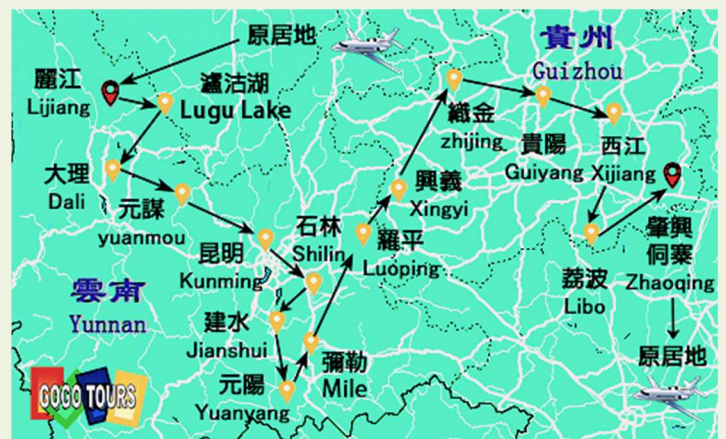 原居地
貴州
Guizhou
麗江
Lijiang
瀘沽湖
Lugu Lake
織金
zhijing
貴陽
Guiyang
西江
Xijiang
大理
Dali
元謀
yuanmou
興義
Xingyi
石林
Shilin
羅平
Luoping
昆明
Kunming
肇興
侗寨
Zhaoqing
荔波
Libo
雲南
Yunnan
建水
Jianshui
彌勒
Mile
元陽
Yuanyang
原居地
GOGO TOURS